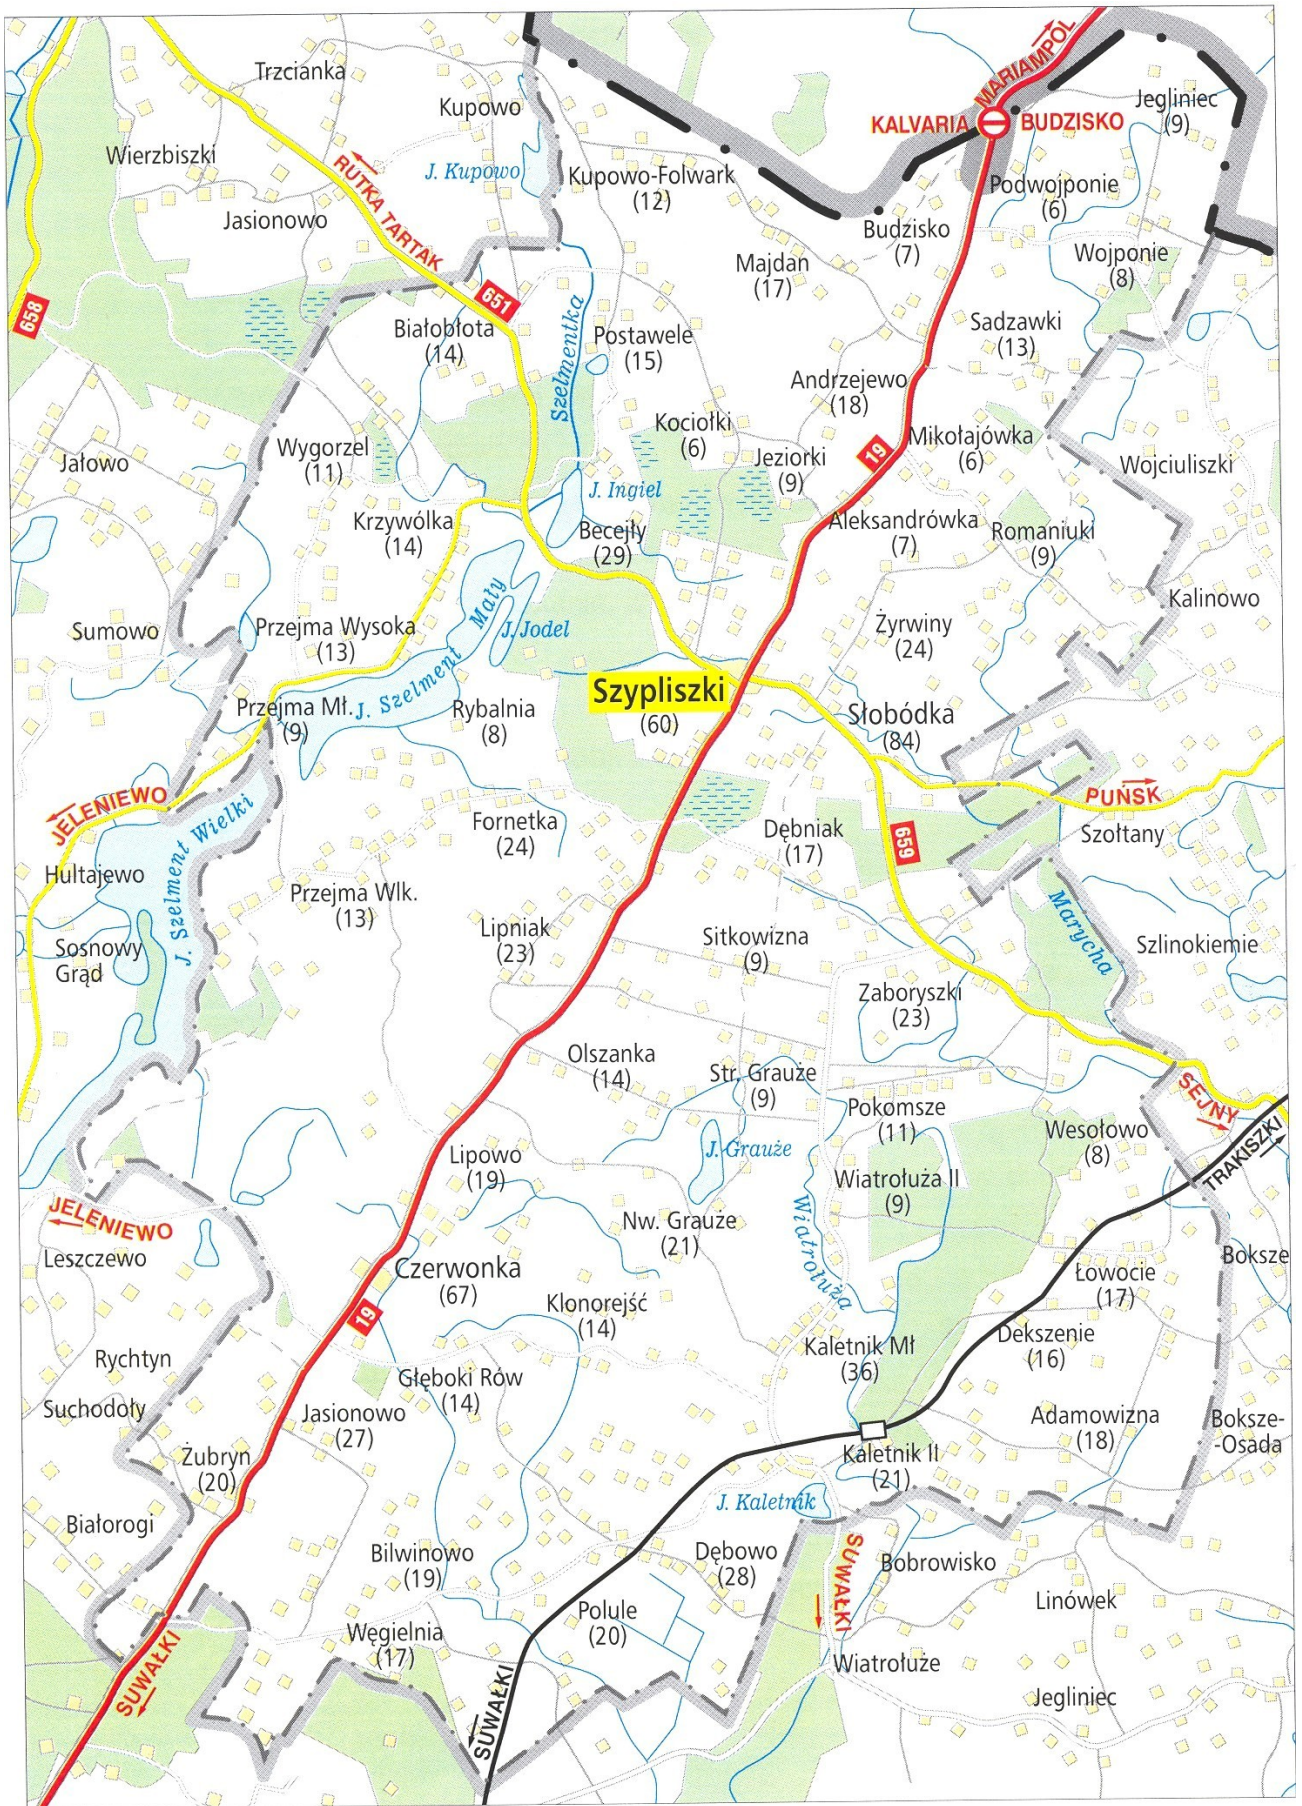 Trzcianka
Kupowo
MARIAMPOL
Jegliniec
(9)
KALVARIA
BUDZISKO
Wierzbiszki
RUTKA TARTAK
J. Kupowo
Kupowo-Folwark
(12)
Podwojponie
(6)
Jasionowo
Budzisko
(7)
Wojponie
(8)
Majdan
(17)
658
651
Białobłota
(14)
Szelmentka
Postawele
(15)
Sadzawki
(13)
Andrzejewo
(18)
Kociołki
(6)
Mikołajówka
(6)
19
Wygorzel
(11)
Jałowo
Jeziorki
(9)
Wojciuliszki
J. Ingiel
Krzywólka
(14)
Becejły
(29)
Aleksandrówka
(7)
Romaniuki
(9)
Kalinowo
Sumowo
Przejma Wysoka
(13)
J. Szelment Mały
J. Jodel
Żyrwiny
(24)
Szypliszki
(60)
Przejma Mł.
(9)
Rybalnia
(8)
Słobódka
(84)
JELENIEWO
J. Szelment Wielki
PUŃSK
Fornetka
(24)
Dębniak
(17)
659
Szołtany
Hultajewo
Przejma Wlk.
(13)
Lipniak
(23)
Sitkowizna
(9)
Marycha
Szlinokiemie
Sosnowy
Grąd
Zaboryszki
(23)
Olszanka
(14)
Str. Grauże
(9)
SEJNY
Pokomsze
(11)
Wesołowo
(8)
TRAKISZKI
Lipowo
(19)
J. Grauże
Wiatrołuża II
(9)
JELENIEWO
Nw. Grauże
(21)
Wiatrołuża
Leszczewo
Boksze
Czerwonka
(67)
Łowocie
(17)
19
Klonorejść
(14)
Kaletnik Mł
(36)
Dekszenie
(16)
Rychtyn
Głęboki Rów
(14)
Suchodoły
Jasionowo
(27)
Adamowizna
(18)
Boksze-
-Osada
Żubryn
(20)
Kaletnik II
(21)
J. Kaletnik
Białorogi
Bilwinowo
(19)
Dębowo
(28)
SUWAŁKI
Bobrowisko
Linówek
Polule
(20)
Węgielnia
(17)
SUWAŁKI
SUWAŁKI
Wiatrołuże
Jegliniec